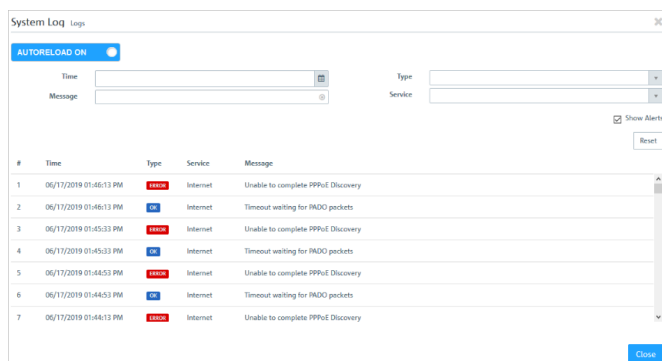 System Log Logs
AUTORELOAD ON
Time
Type
Message
Service
Show Alerts
Reset
# Time Type Service Message
1 06/17/2019 01:46:13 PM ERROR Internet Unable to complete PPPoE Discovery
2 06/17/2019 01:46:13 PM OK Internet Timeout waiting for PADO packets
3 06/17/2019 01:45:33 PM ERROR Internet Unable to complete PPPoE Discovery
4 06/17/2019 01:45:33 PM OK Internet Timeout waiting for PADO packets
5 06/17/2019 01:44:53 PM ERROR Internet Unable to complete PPPoE Discovery
6 06/17/2019 01:44:53 PM OK Internet Timeout waiting for PADO packets
7 06/17/2019 01:44:13 PM ERROR Internet Unable to complete PPPoE Discovery
Close